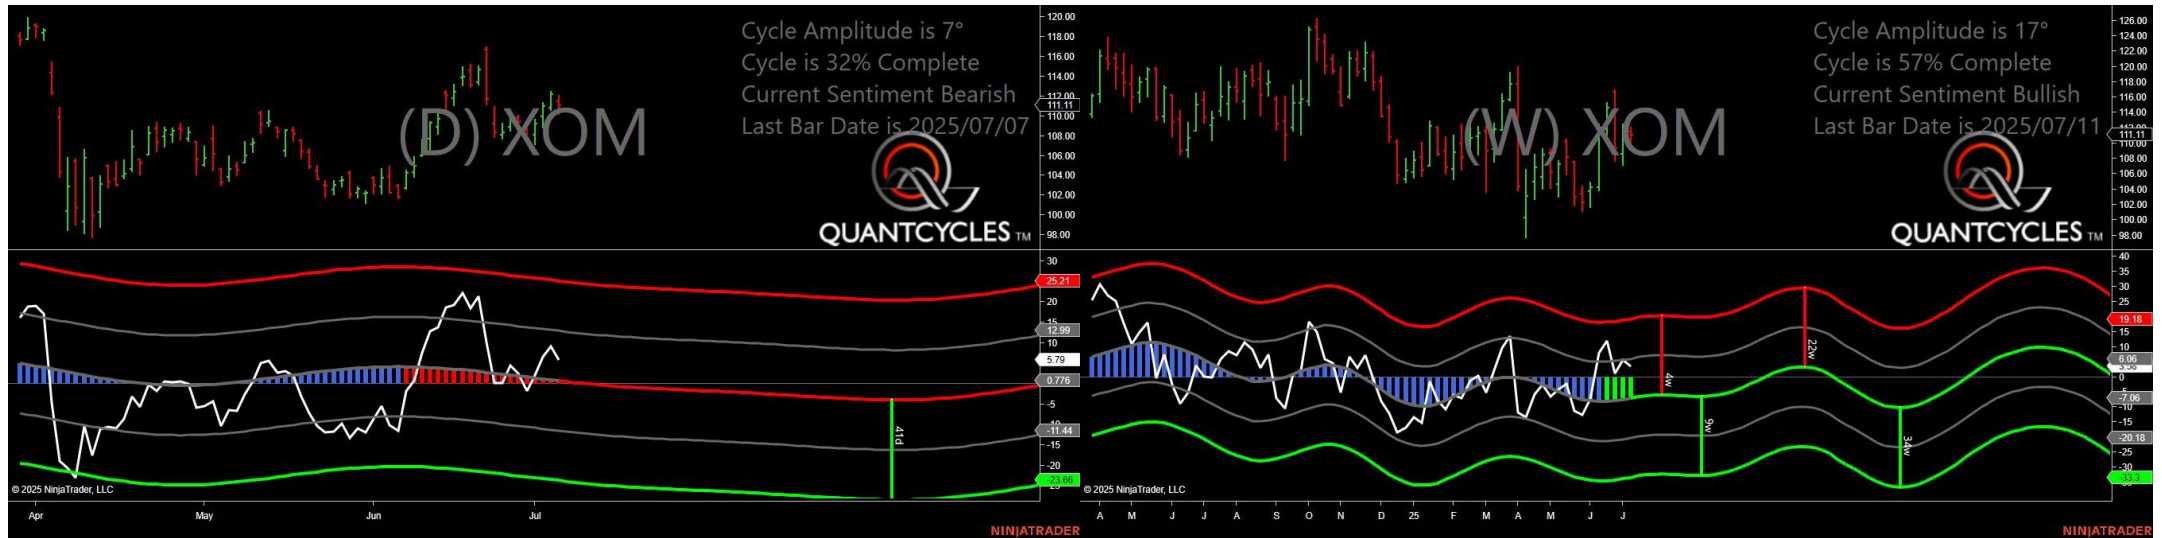 Cycle Amplitude is 7°
Cycle is 32% Complete
Current Sentiment Bearish
Last Bar Date is 2025/07/07
(D) XOM
QUANTCYCLES TM
120.00
118.00
116.00
114.00
112.00
111.11
110.00
108.00
106.00
104.00
102.00
100.00
98.00
30
25.21
20
15
12.99
10
5.79
0.776
-5
-11.44
-15
-20
-23.66
41d
© 2025 NinjaTrader, LLC
Apr May Jun Jul
NINJATRADER
Cycle Amplitude is 17°
Cycle is 57% Complete
Current Sentiment Bullish
Last Bar Date is 2025/07/11
(W) XOM
QUANTCYCLES TM
126.00
124.00
122.00
120.00
118.00
116.00
114.00
111.11
110.00
108.00
106.00
104.00
102.00
100.00
98.00
40
35
30
25
19.18
15
10
6.06
0
-7.06
-10
-15
-20.18
-25
-30
-33.3
4w
9w
22w
34w
© 2025 NinjaTrader, LLC
A M J J A S O N D 25 F M A M J J
NINJATRADER